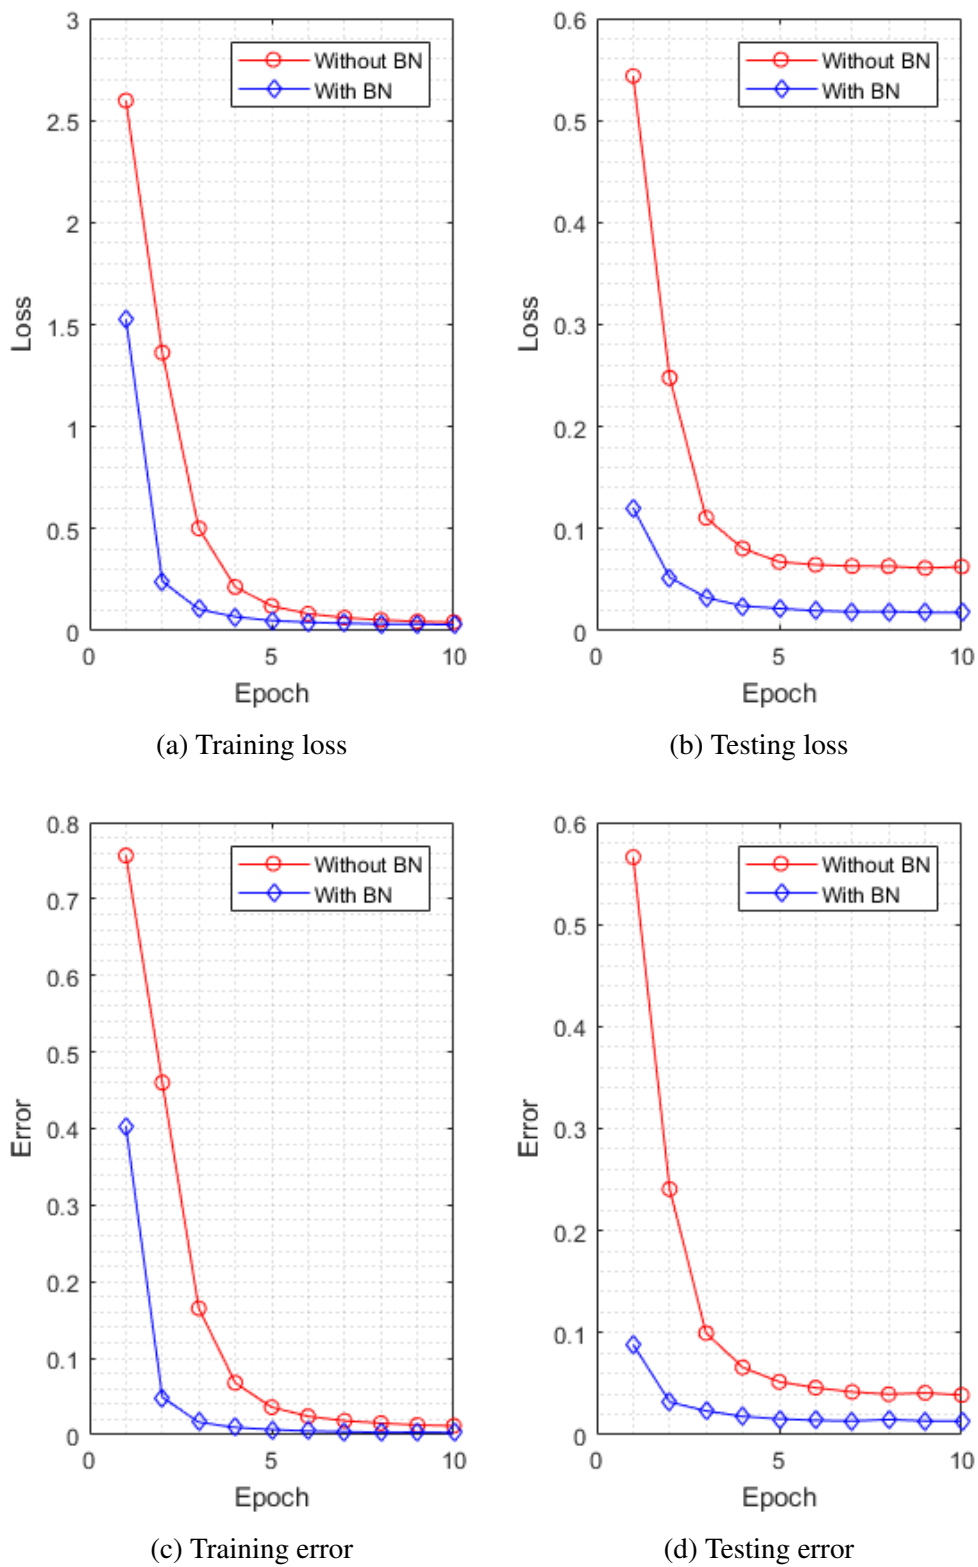 3
2.5
2
1.5
1
0.5
0
0
5
10
Loss
Epoch
Without BN
With BN
(a) Training loss
0.6
0.5
0.4
0.3
0.2
0.1
0
0
5
10
Loss
Epoch
Without BN
With BN
(b) Testing loss
0.8
0.7
0.6
0.5
0.4
0.3
0.2
0.1
0
0
5
10
Error
Epoch
Without BN
With BN
(c) Training error
0.6
0.5
0.4
0.3
0.2
0.1
0
0
5
10
Error
Epoch
Without BN
With BN
(d) Testing error